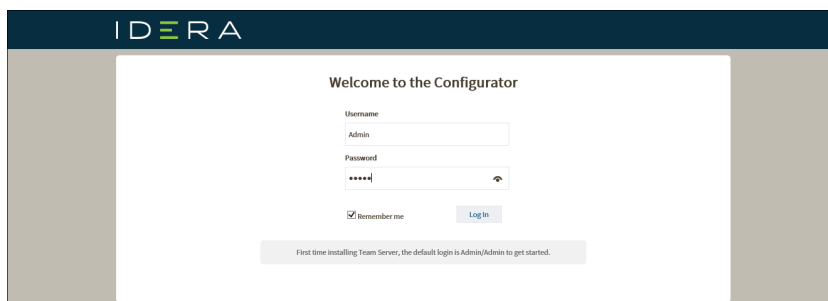 IDERA
Welcome to the Configurator
Username
Admin
Password
•••••
Remember me
Log In
First time installing Team Server, the default login is Admin/Admin to get started.